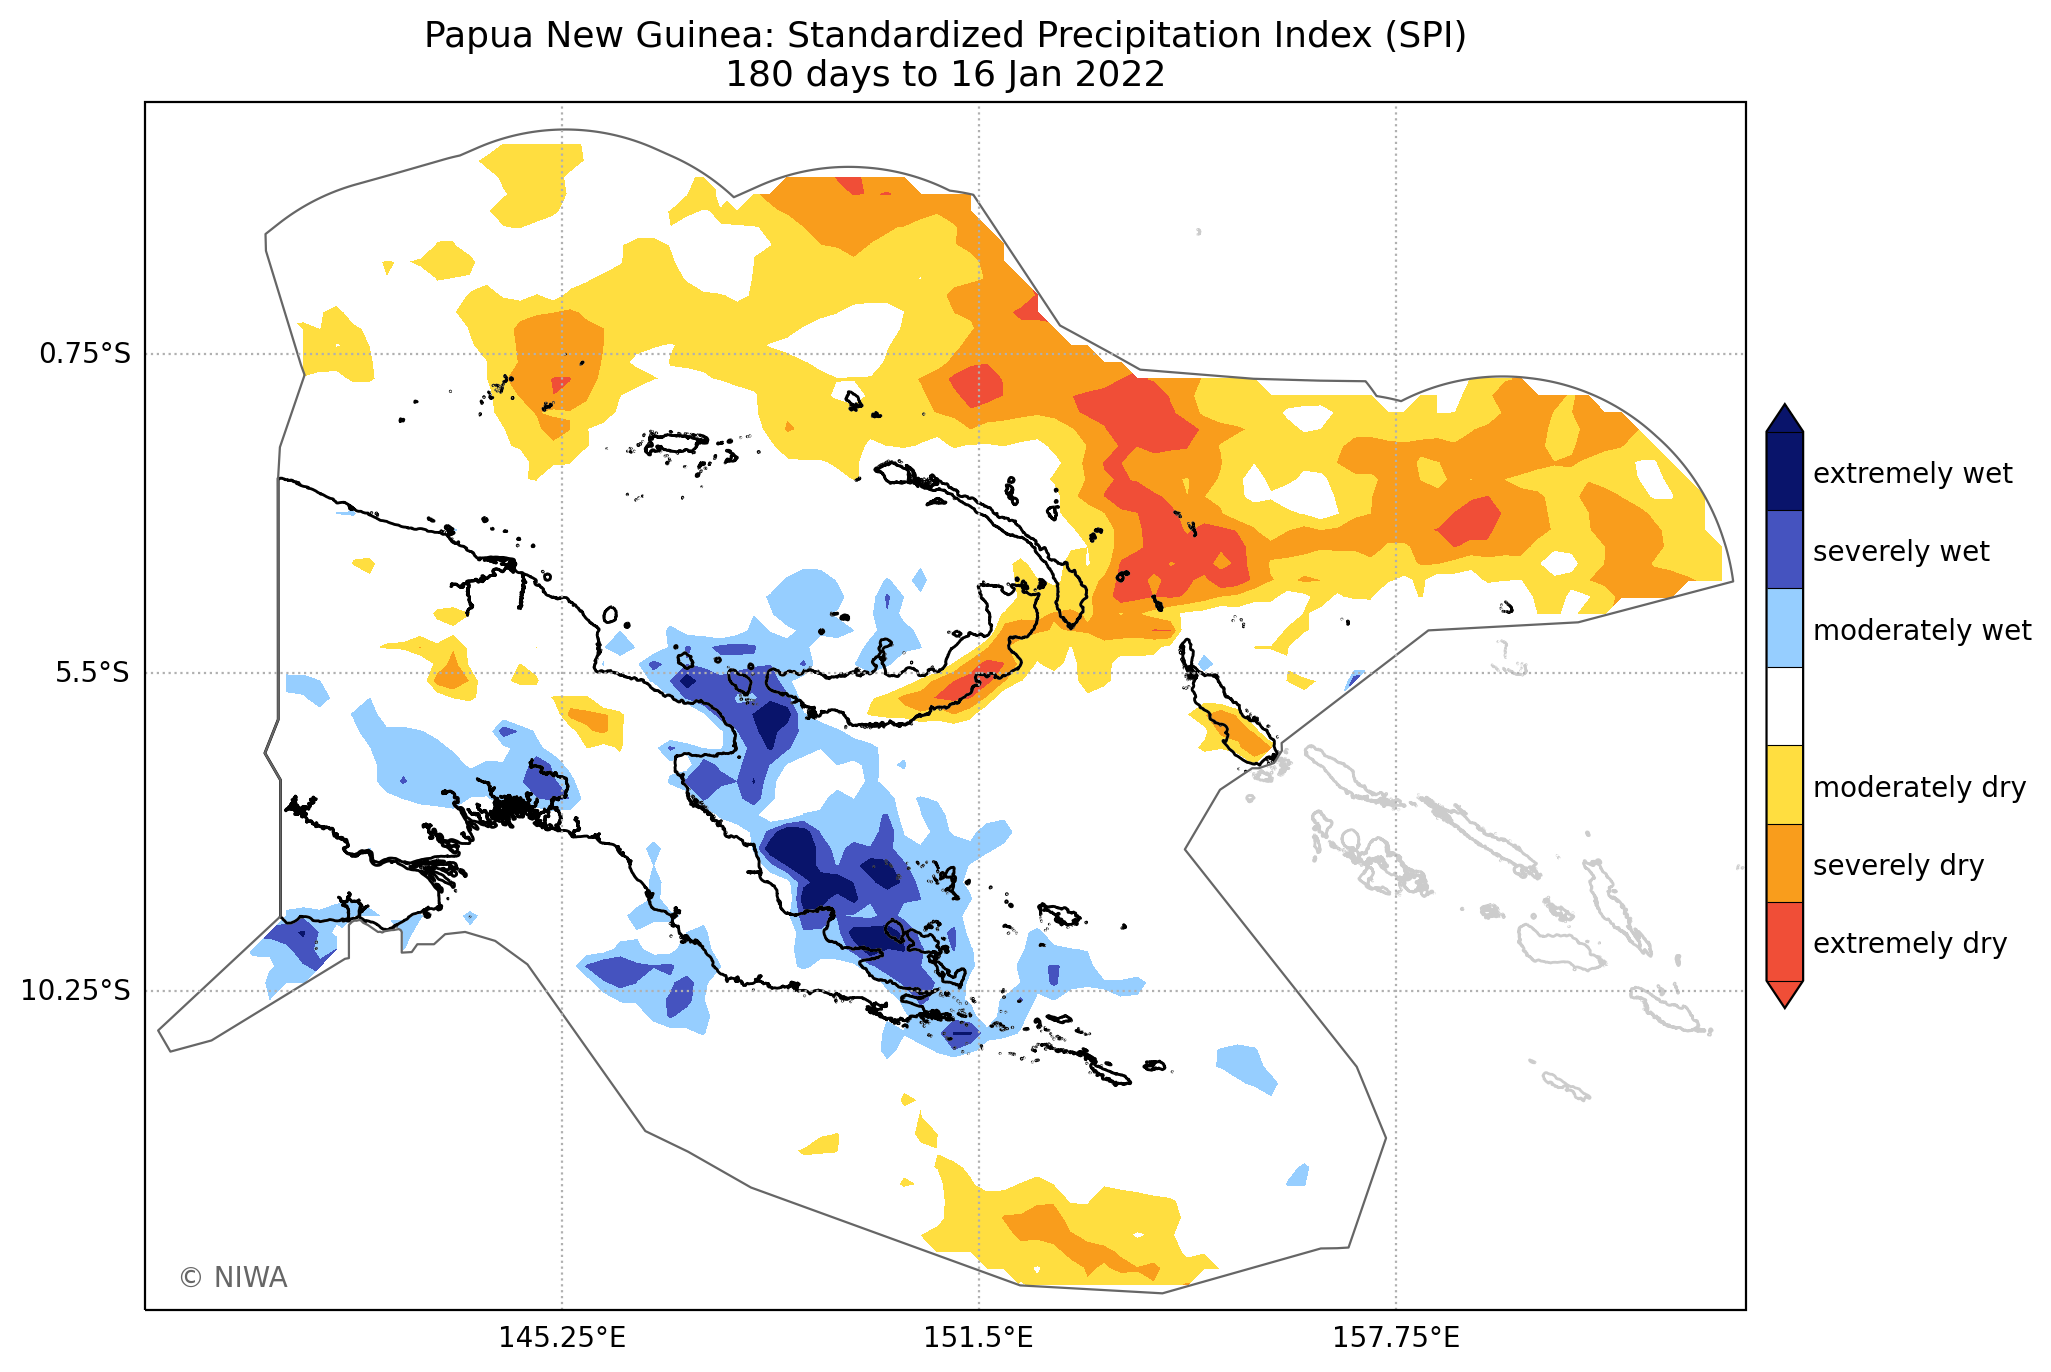 Papua New Guinea: Standardized Precipitation Index (SPI)
180 days to 16 Jan 2022
0.75°S
5.5°S
10.25°S
145.25°E
151.5°E
157.75°E
extremely wet
severely wet
moderately wet
moderately dry
severely dry
extremely dry
© NIWA